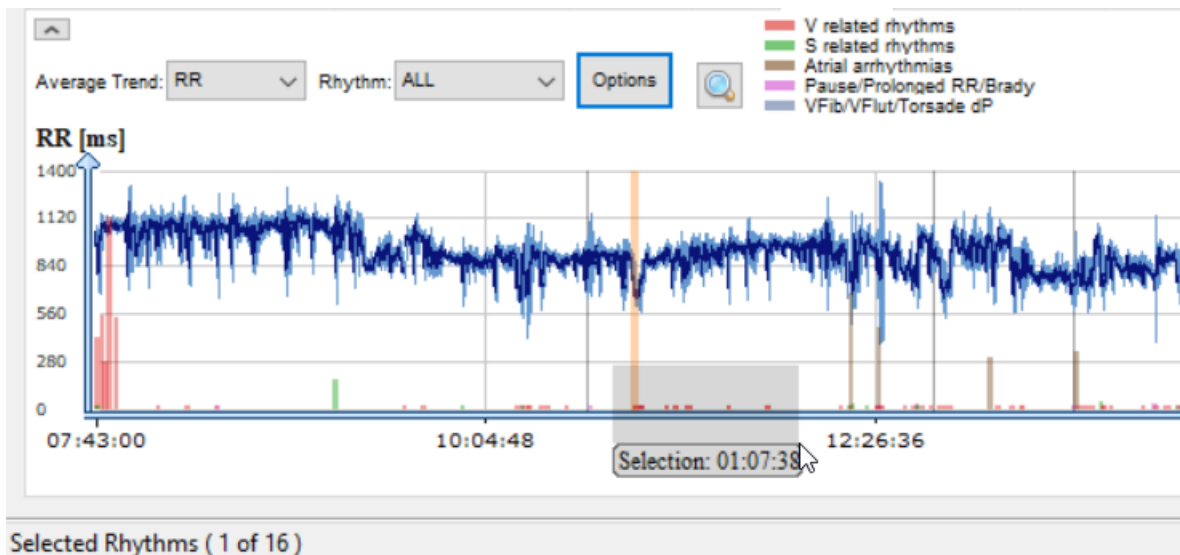 V related rhythms
S related rhythms
Atrial arrhythmias
Pause/Prolonged RR/Brady
VFib/VFlut/Torsade dP
Average Trend: RR Rhythm: ALL Options
RR [ms]
1400
1120
840
560
280
0
07:43:00 10:04:48 12:26:36
Selection: 01:07:38
Selected Rhythms ( 1 of 16 )